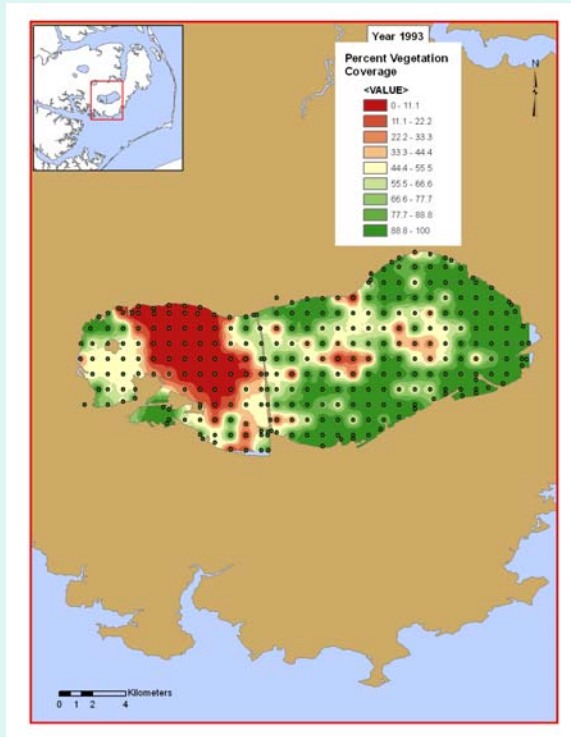 Year 1993
Percent Vegetation
Coverage
<VALUE>
0 - 11.1
11.1 - 22.2
22.2 - 33.3
33.3 - 44.4
44.4 - 55.5
55.5 - 66.6
66.6 - 77.7
77.7 - 88.8
88.8 - 100
N
Kilometers
0 1 2 4